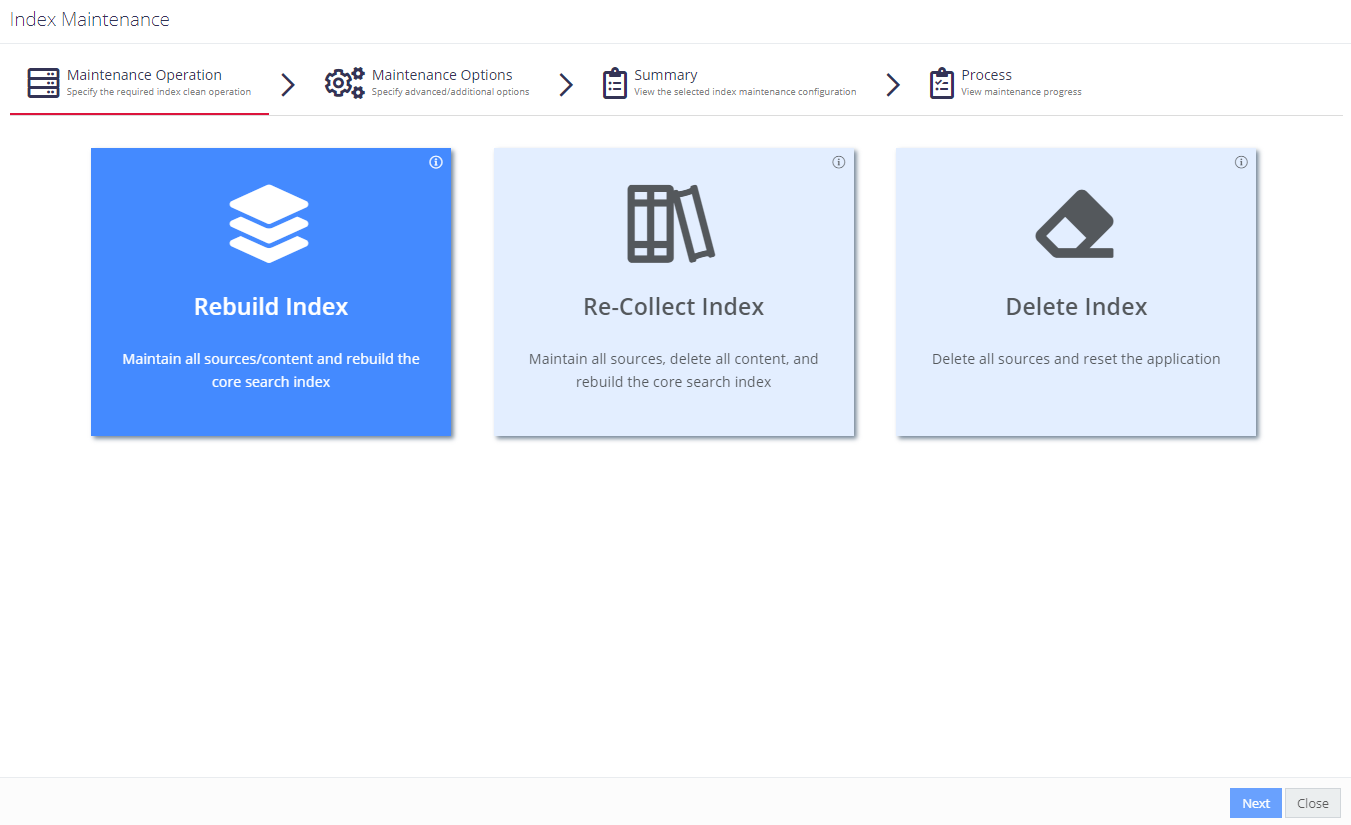 Index Maintenance
Maintenance Operation
Specify the required index clean operation
Maintenance Options
Specify advanced/additional options
Summary
View the selected index maintenance configuration
Process
View maintenance progress
Rebuild Index
Maintain all sources/content and rebuild the
core search index
Re-Collect Index
Maintain all sources, delete all content, and
rebuild the core search index
Delete Index
Delete all sources and reset the application
Next
Close